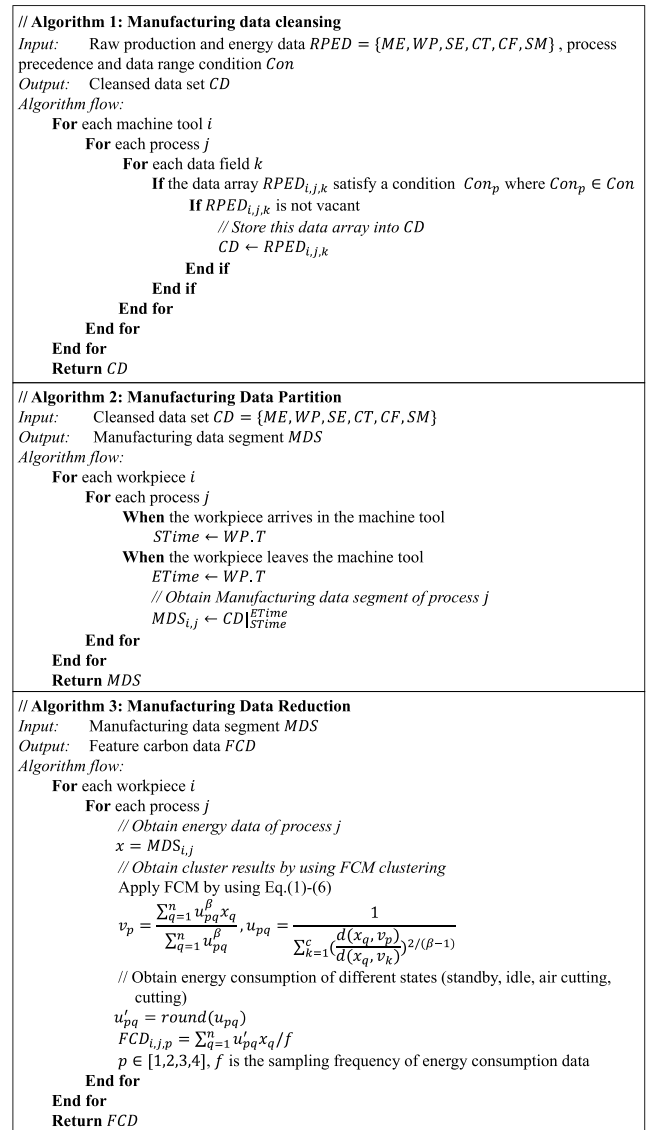 // Algorithm 1: Manufacturing data cleansing
Input: Raw production and energy data RPED = {ME, WP, SE, CT, CF, SM} , process
precedence and data range condition Con
Output: Cleansed data set CD
Algorithm flow:
For each machine tool i
For each process j
For each data field k
If the data array RPED_{i,j,k} satisfy a condition Con_p where Con_p ∈ Con
If RPED_{i,j,k} is not vacant
// Store this data array into CD
CD ← RPED_{i,j,k}
End if
End if
End for
End for
End for
Return CD
// Algorithm 2: Manufacturing Data Partition
Input: Cleansed data set CD = {ME, WP, SE, CT, CF, SM}
Output: Manufacturing data segment MDS
Algorithm flow:
For each workpiece i
For each process j
When the workpiece arrives in the machine tool
STime ← WP.T
When the workpiece leaves the machine tool
ETime ← WP.T
// Obtain Manufacturing data segment of process j
MDS_{i,j} ← CD|_{STime}^{ETime}
End for
End for
Return MDS
// Algorithm 3: Manufacturing Data Reduction
Input: Manufacturing data segment MDS
Output: Feature carbon data FCD
Algorithm flow:
For each workpiece i
For each process j
// Obtain energy data of process j
x = MDS_{i,j}
// Obtain cluster results by using FCM clustering
Apply FCM by using Eq.(1)-(6)
v_p = \frac{∑_{q=1}^{n} u_{pq}^{β} x_q}{∑_{q=1}^{n} u_{pq}^{β}}, u_{pq} = \frac{1}{∑_{k=1}^{c}(\frac{d(x_q, v_p)}{d(x_q, v_k)})^{2/(β−1)}}
// Obtain energy consumption of different states (standby, idle, air cutting,
cutting)
u'_{pq} = round(u_{pq})
FCD_{i,j,p} = ∑_{q=1}^{n} u'_{pq} x_q / f
p ∈ [1,2,3,4], f is the sampling frequency of energy consumption data
End for
End for
Return FCD